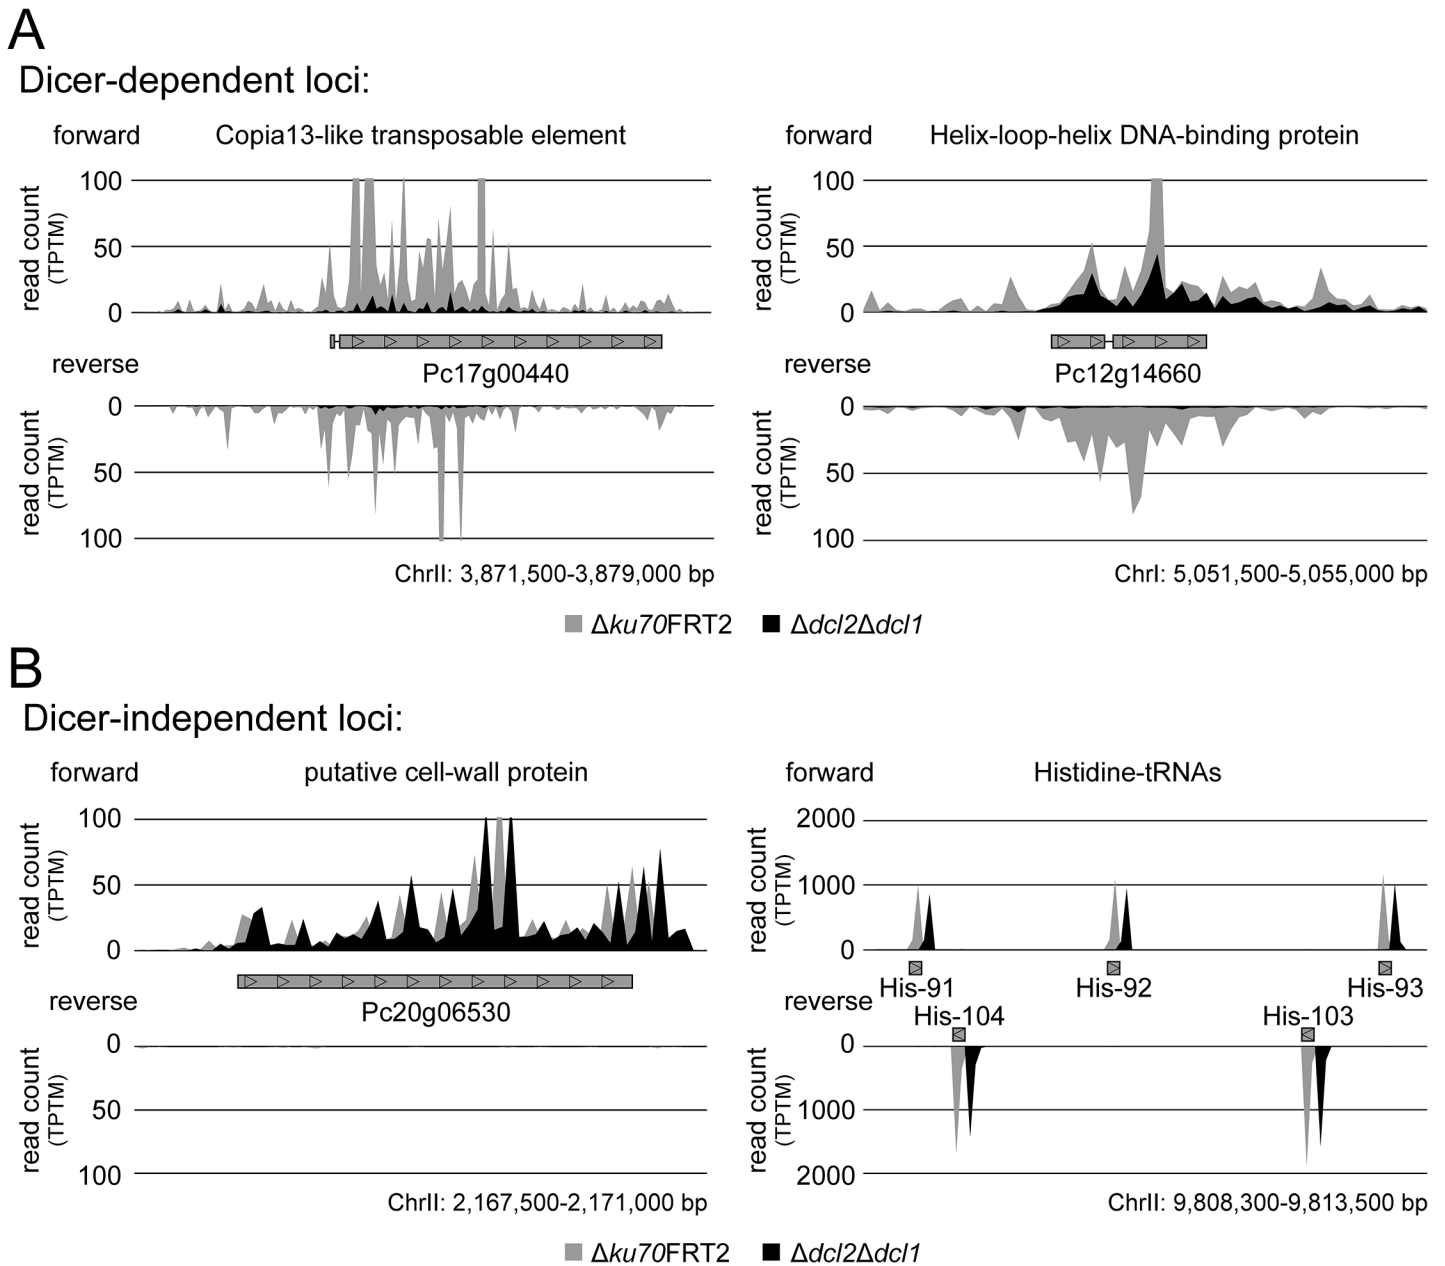 A
Dicer-dependent loci:
forward Copia13-like transposable element
100
50
0
read count
(TPTM)
Pc17g00440
reverse
0
50
100
read count
(TPTM)
ChrII: 3,871,500-3,879,000 bp
forward Helix-loop-helix DNA-binding protein
100
50
0
read count
(TPTM)
Pc12g14660
reverse
0
50
100
read count
(TPTM)
ChrI: 5,051,500-5,055,000 bp
Δku70FRT2 Δdcl2Δdcl1
B
Dicer-independent loci:
forward putative cell-wall protein
100
50
0
read count
(TPTM)
reverse
Pc20g06530
0
50
100
read count
(TPTM)
ChrII: 2,167,500-2,171,000 bp
forward Histidine-tRNAs
2000
1000
0
read count
(TPTM)
His-91 His-92 His-93
reverse
His-104 His-103
0
1000
2000
read count
(TPTM)
ChrII: 9,808,300-9,813,500 bp
Δku70FRT2 Δdcl2Δdcl1